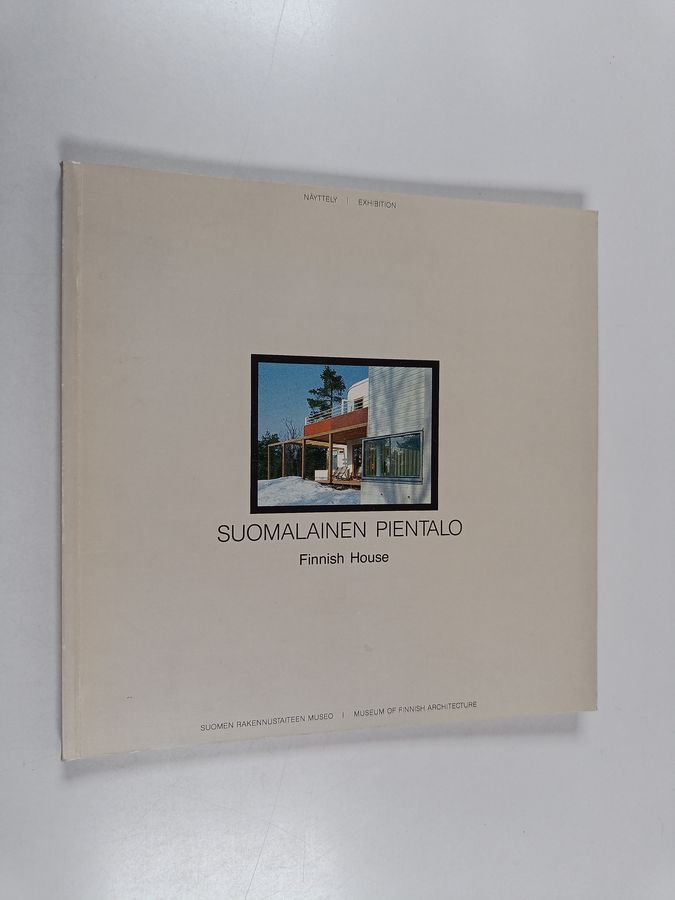 NÄYTTELY | EXHIBITION
SUOMALAINEN PIENTALO
Finnish House
SUOMEN RAKENNUSTAITEEN MUSEO | MUSEUM OF FINNISH ARCHITECTURE